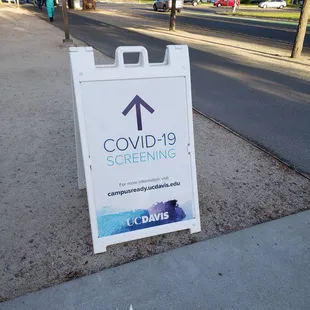 COVID-19
SCREENING
For more information, visit:
campusready.ucdavis.edu
UCDAVIS